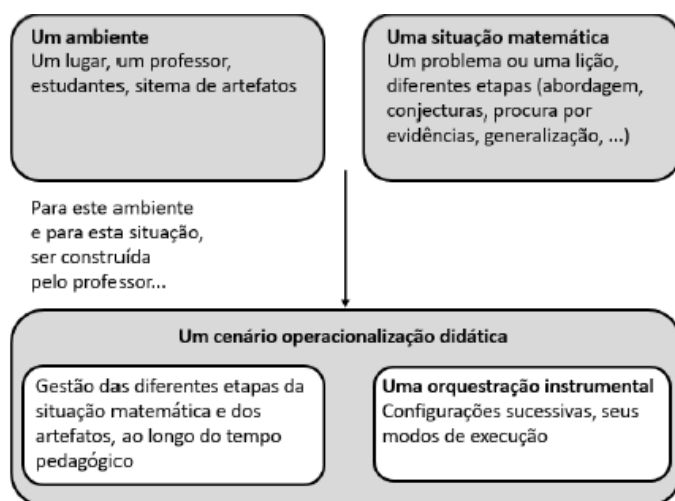 Um ambiente
Um lugar, um professor,
estudantes, sitema de artefatos
Uma situação matemática
Um problema ou uma lição,
diferentes etapas (abordagem,
conjecturas, procura por
evidências, generalização, ...)
Para este ambiente
e para esta situação,
ser construída
pelo professor...
Um cenário operacionalização didática
Gestão das diferentes etapas da
situação matemática e dos
artefatos, ao longo do tempo
pedagógico
Uma orquestração instrumental
Configurações sucessivas, seus
modos de execução